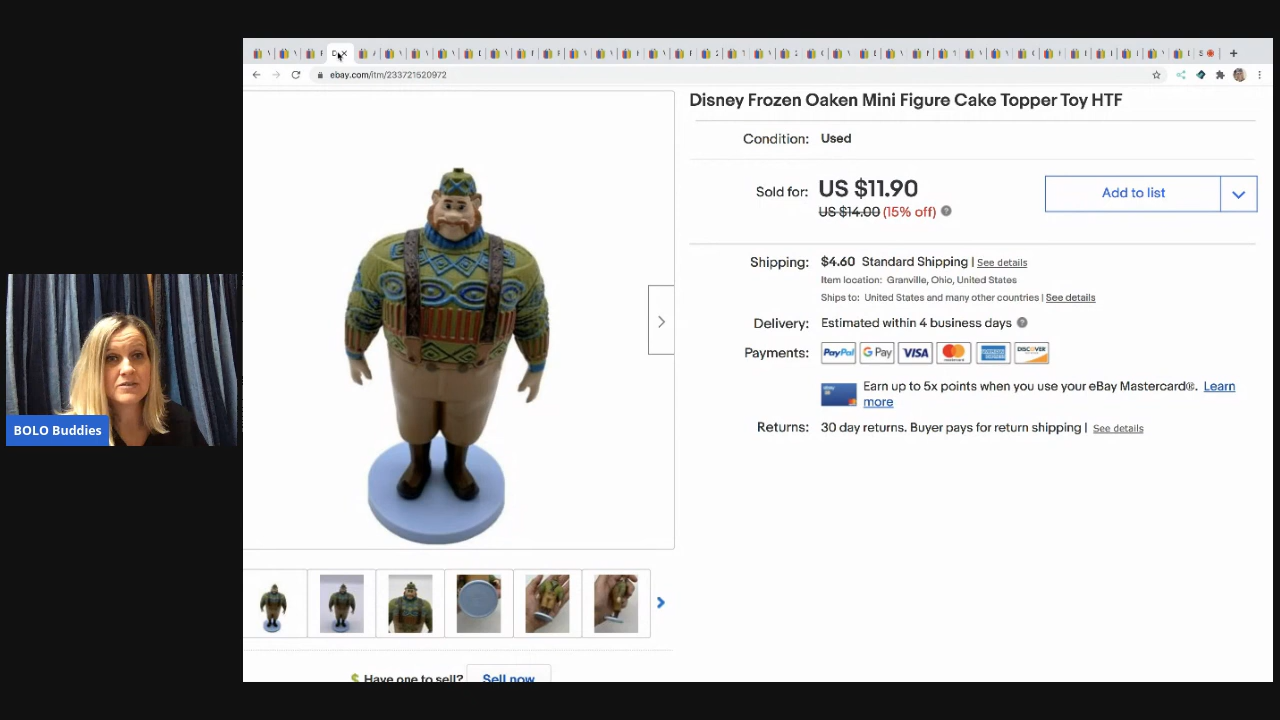 ebay.com/itm/233721520972
Disney Frozen Oaken Mini Figure Cake Topper Toy HTF
Condition: Used
Sold for: US $11.90
US $14.00 (15% off)
Add to list
Shipping: $4.60 Standard Shipping | See details
Item location: Granville, Ohio, United States
Ships to: United States and many other countries | See details
Delivery: Estimated within 4 business days
Payments: PayPal G Pay VISA mastercard AMERICAN EXPRESS DISCOVER
Earn up to 5x points when you use your eBay Mastercard®. Learn
more
Returns: 30 day returns. Buyer pays for return shipping | See details
BOLO Buddies
$ Have one to sell? Sell now